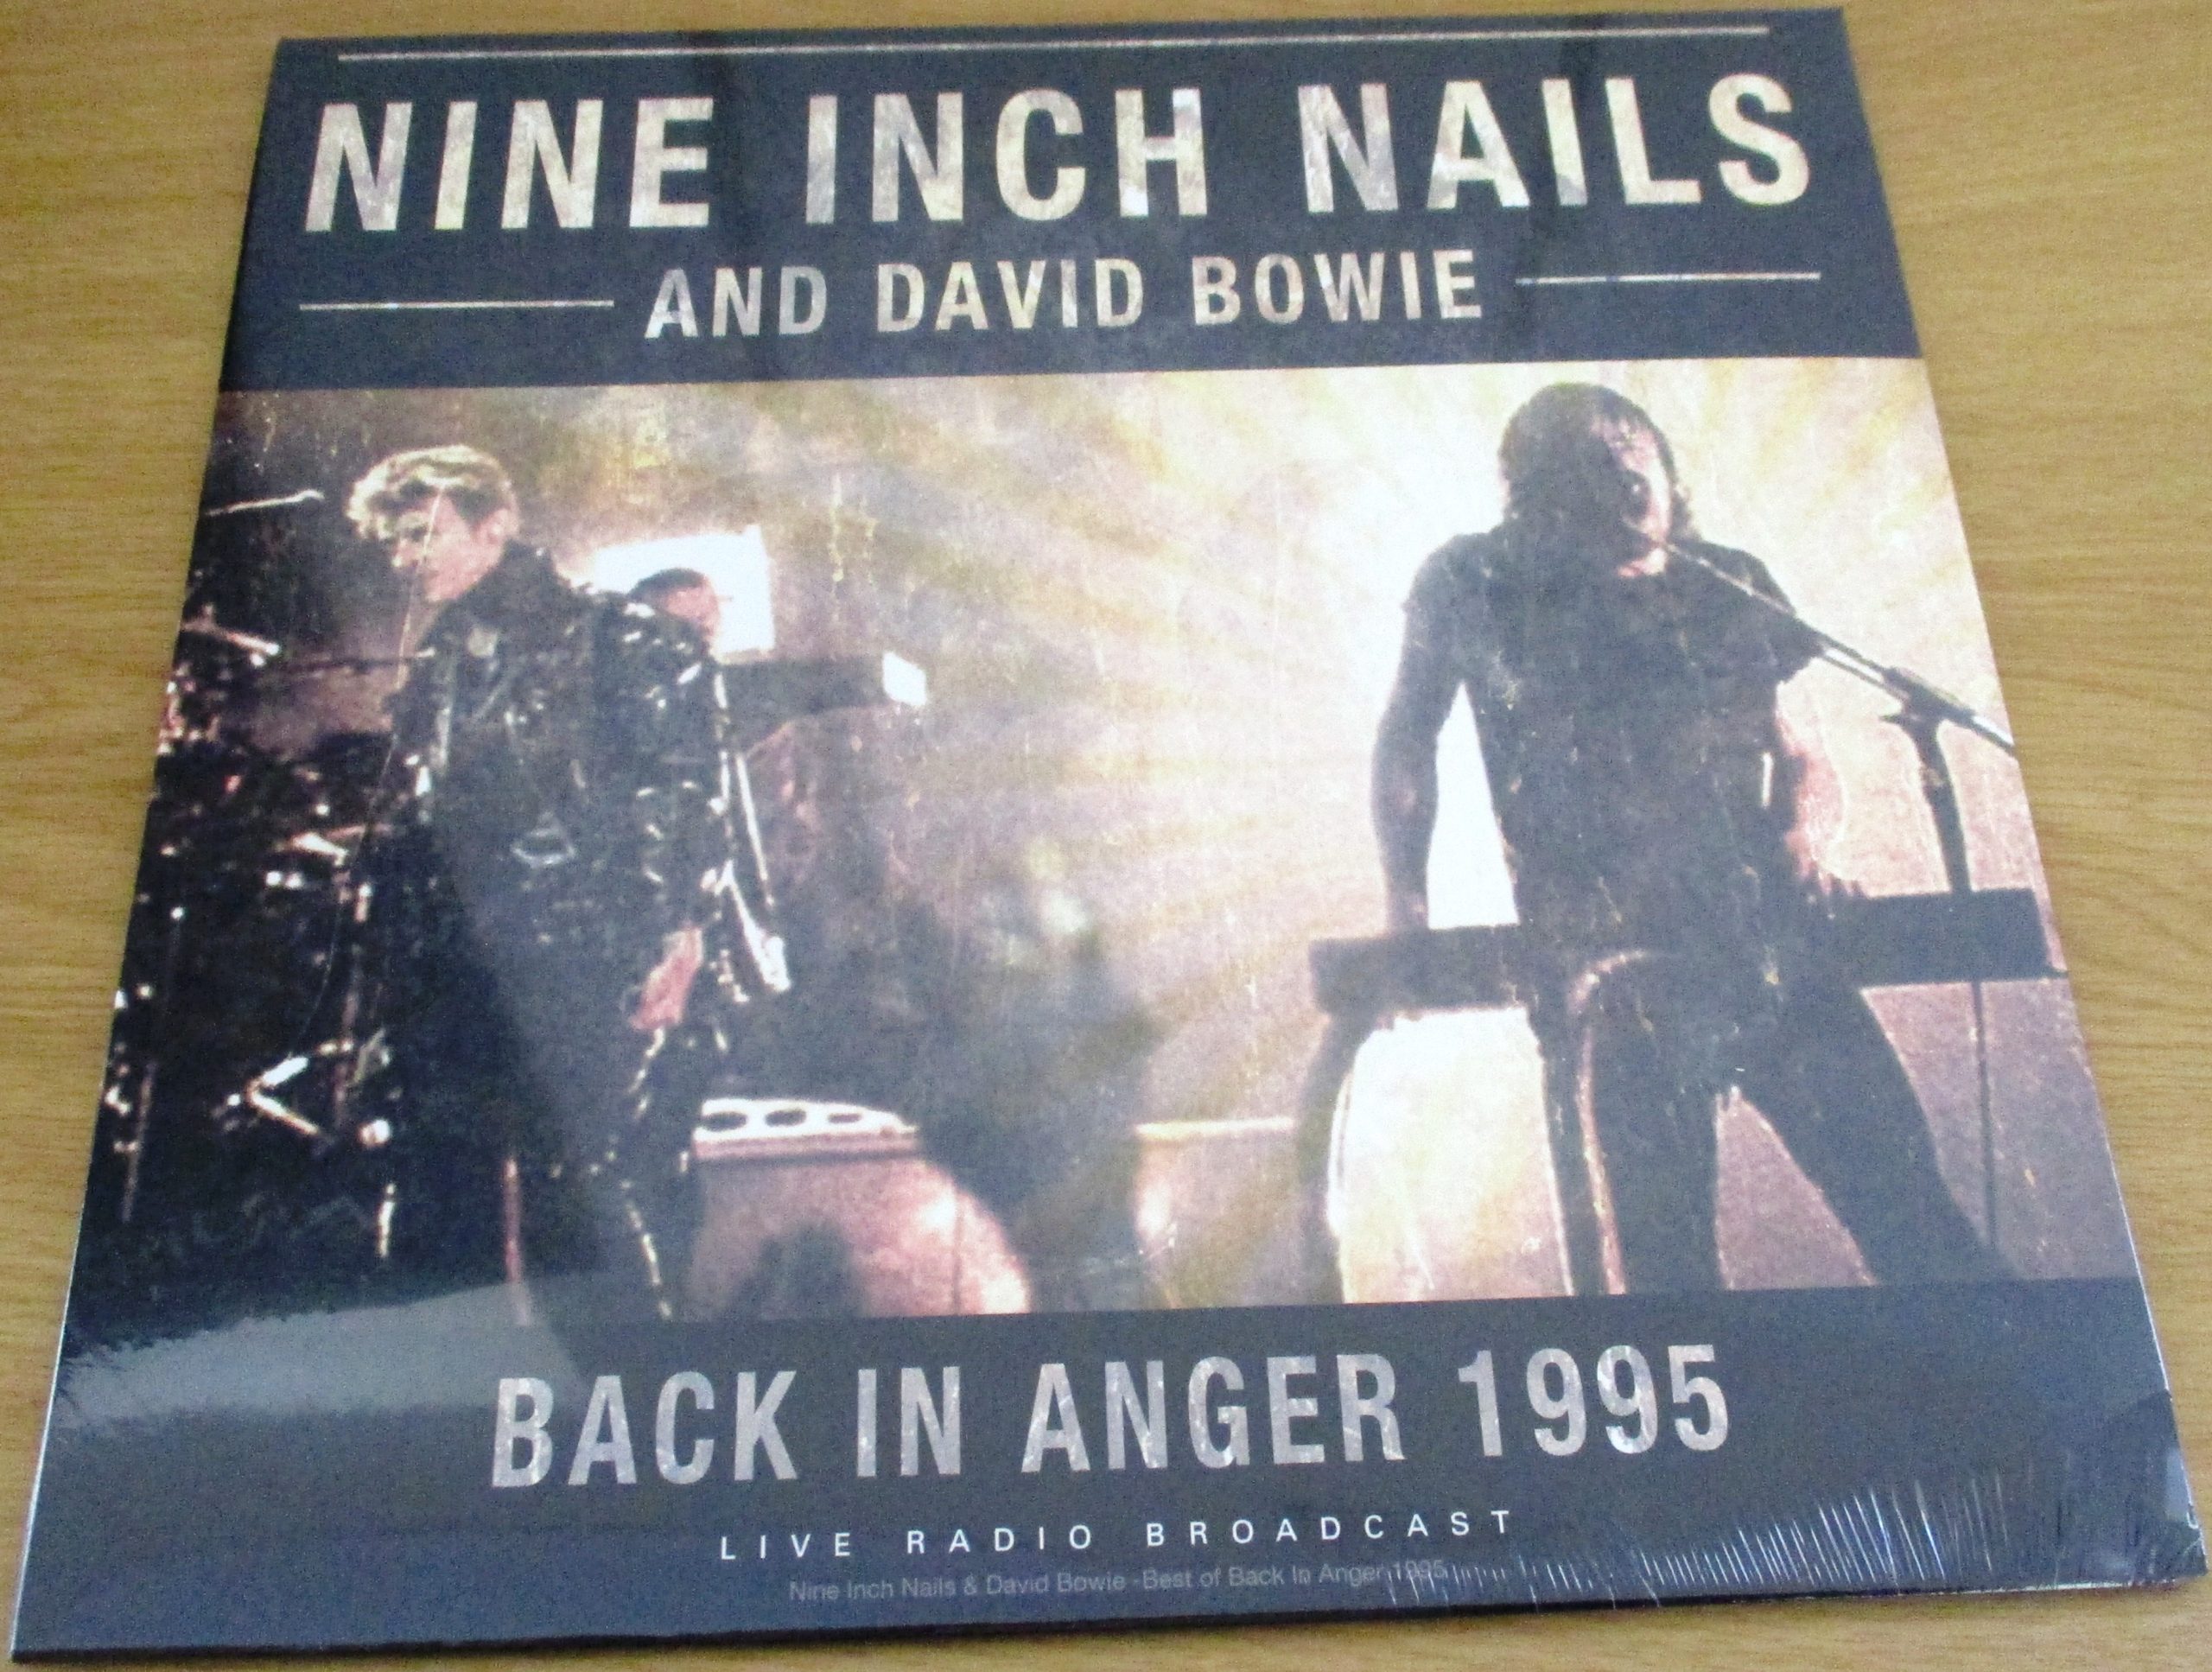 NINE INCH NAILS
AND DAVID BOWIE
BACK IN ANGER 1995
LIVE RADIO BROADCAST
Nine Inch Nails & David Bowie -Best of Back In Anger 1995